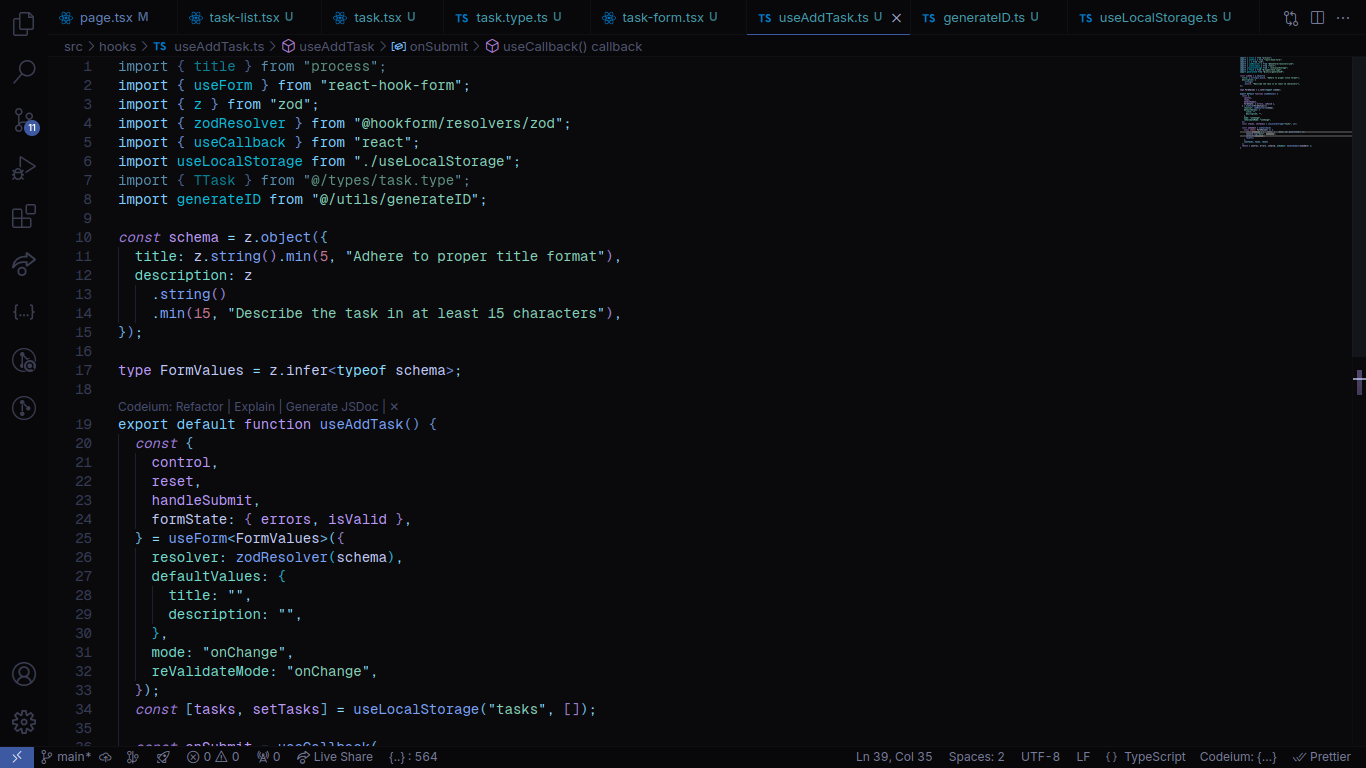 page.tsx M task-list.tsx U task.tsx U task.type.ts U task-form.tsx U useAddTask.ts U generateID.ts U useLocalStorage.ts U
src > hooks > TS useAddTask.ts > useAddTask > onSubmit > useCallback() callback
1 import { title } from "process";
2 import { useForm } from "react-hook-form";
3 import { z } from "zod";
4 import { zodResolver } from "@hookform/resolvers/zod";
5 import { useCallback } from "react";
6 import useLocalStorage from "./useLocalStorage";
7 import { TTask } from "@/types/task.type";
8 import generateID from "@/utils/generateID";
9
10 const schema = z.object({
11 title: z.string().min(5, "Adhere to proper title format"),
12 description: z
13 .string()
14 .min(15, "Describe the task in at least 15 characters"),
15 });
16
17 type FormValues = z.infer<typeof schema>;
18
Codeium: Refactor | Explain | Generate JSDoc | ×
19 export default function useAddTask() {
20 const {
21 control,
22 reset,
23 handleSubmit,
24 formState: { errors, isValid },
25 } = useForm<FormValues>({
26 resolver: zodResolver(schema),
27 defaultValues: {
28 title: "",
29 description: "",
30 },
31 mode: "onChange",
32 reValidateMode: "onChange",
33 });
34 const [tasks, setTasks] = useLocalStorage("tasks", []);
35
36 const onSubmit = useCallback(
11
main* 0 0 0 Live Share {..} : 564 Ln 39, Col 35 Spaces: 2 UTF-8 LF { } TypeScript Codeium: {...} Prettier